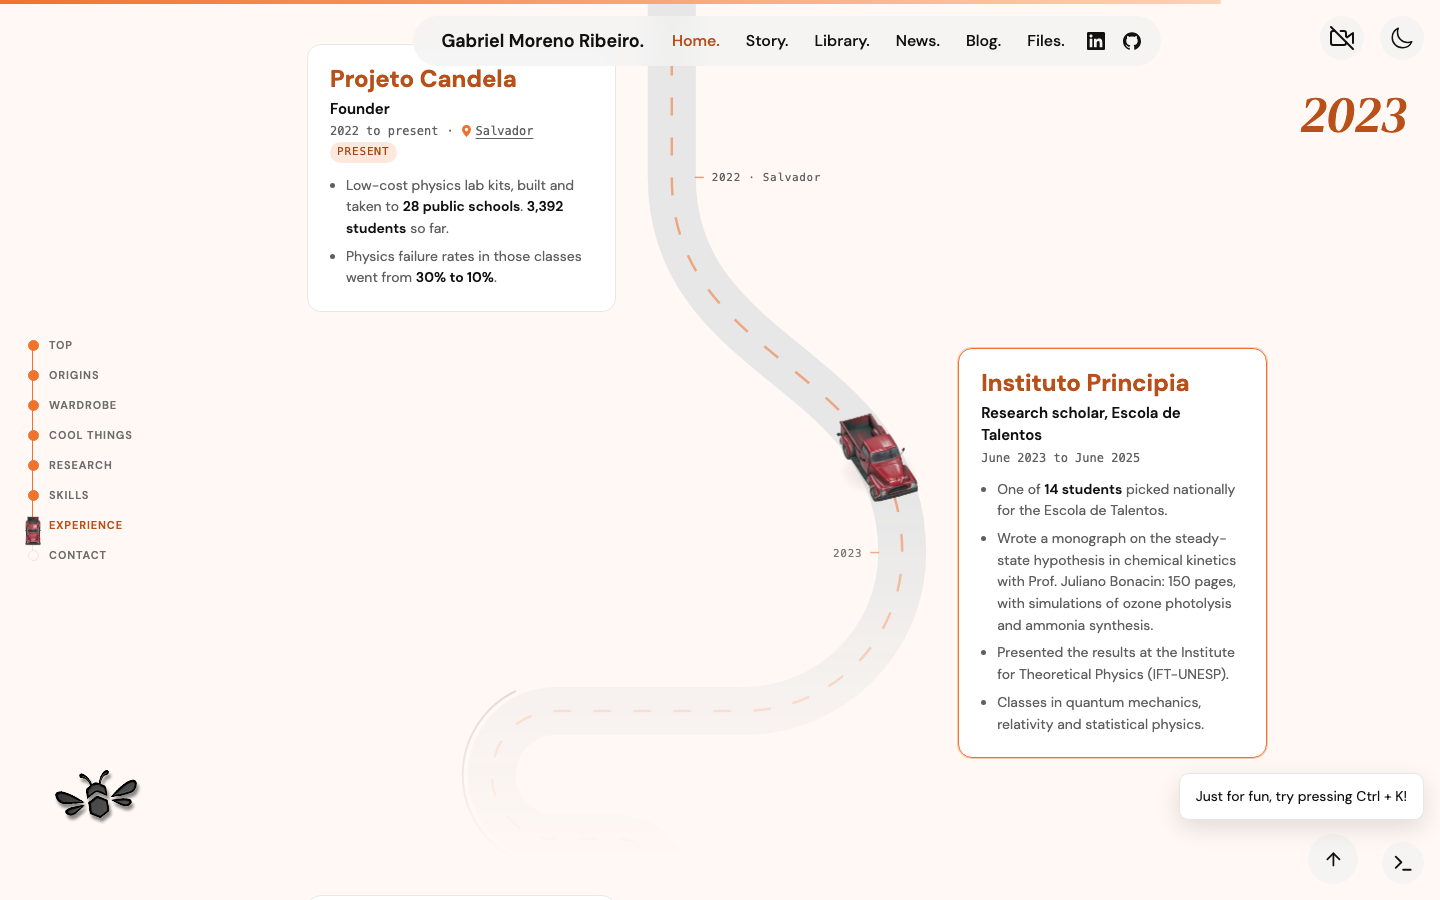 Gabriel Moreno Ribeiro.
Home.
Story.
Library.
News.
Blog.
Files.
2023
Projeto Candela
Founder
2022 to present · Salvador
PRESENT
Low-cost physics lab kits, built and
taken to 28 public schools. 3,392
students so far.
Physics failure rates in those classes
went from 30% to 10%.
2022 · Salvador
TOP
ORIGINS
WARDROBE
COOL THINGS
RESEARCH
SKILLS
EXPERIENCE
CONTACT
Instituto Principia
Research scholar, Escola de
Talentos
June 2023 to June 2025
One of 14 students picked nationally
for the Escola de Talentos.
Wrote a monograph on the steady-
state hypothesis in chemical kinetics
with Prof. Juliano Bonacin: 150 pages,
with simulations of ozone photolysis
and ammonia synthesis.
Presented the results at the Institute
for Theoretical Physics (IFT-UNESP).
Classes in quantum mechanics,
relativity and statistical physics.
2023
Just for fun, try pressing Ctrl + K!